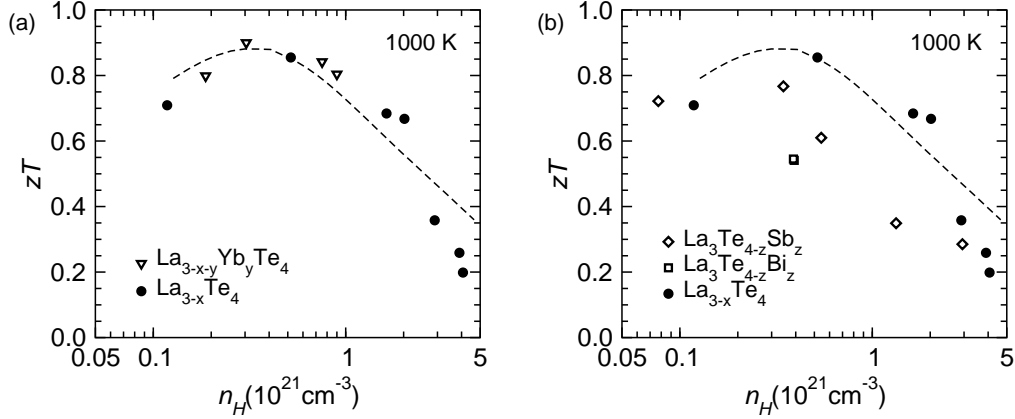 (a)
1000 K
1.0
0.8
0.6
0.4
0.2
0.0
zT
La3-x-yYbyTe4
La3-xTe4
0.05
0.1
1
5
nH(10^21cm^-3)
(b)
1000 K
1.0
0.8
0.6
0.4
0.2
0.0
zT
La3Te4-zSbz
La3Te4-zBiz
La3-xTe4
0.05
0.1
1
5
nH(10^21cm^-3)